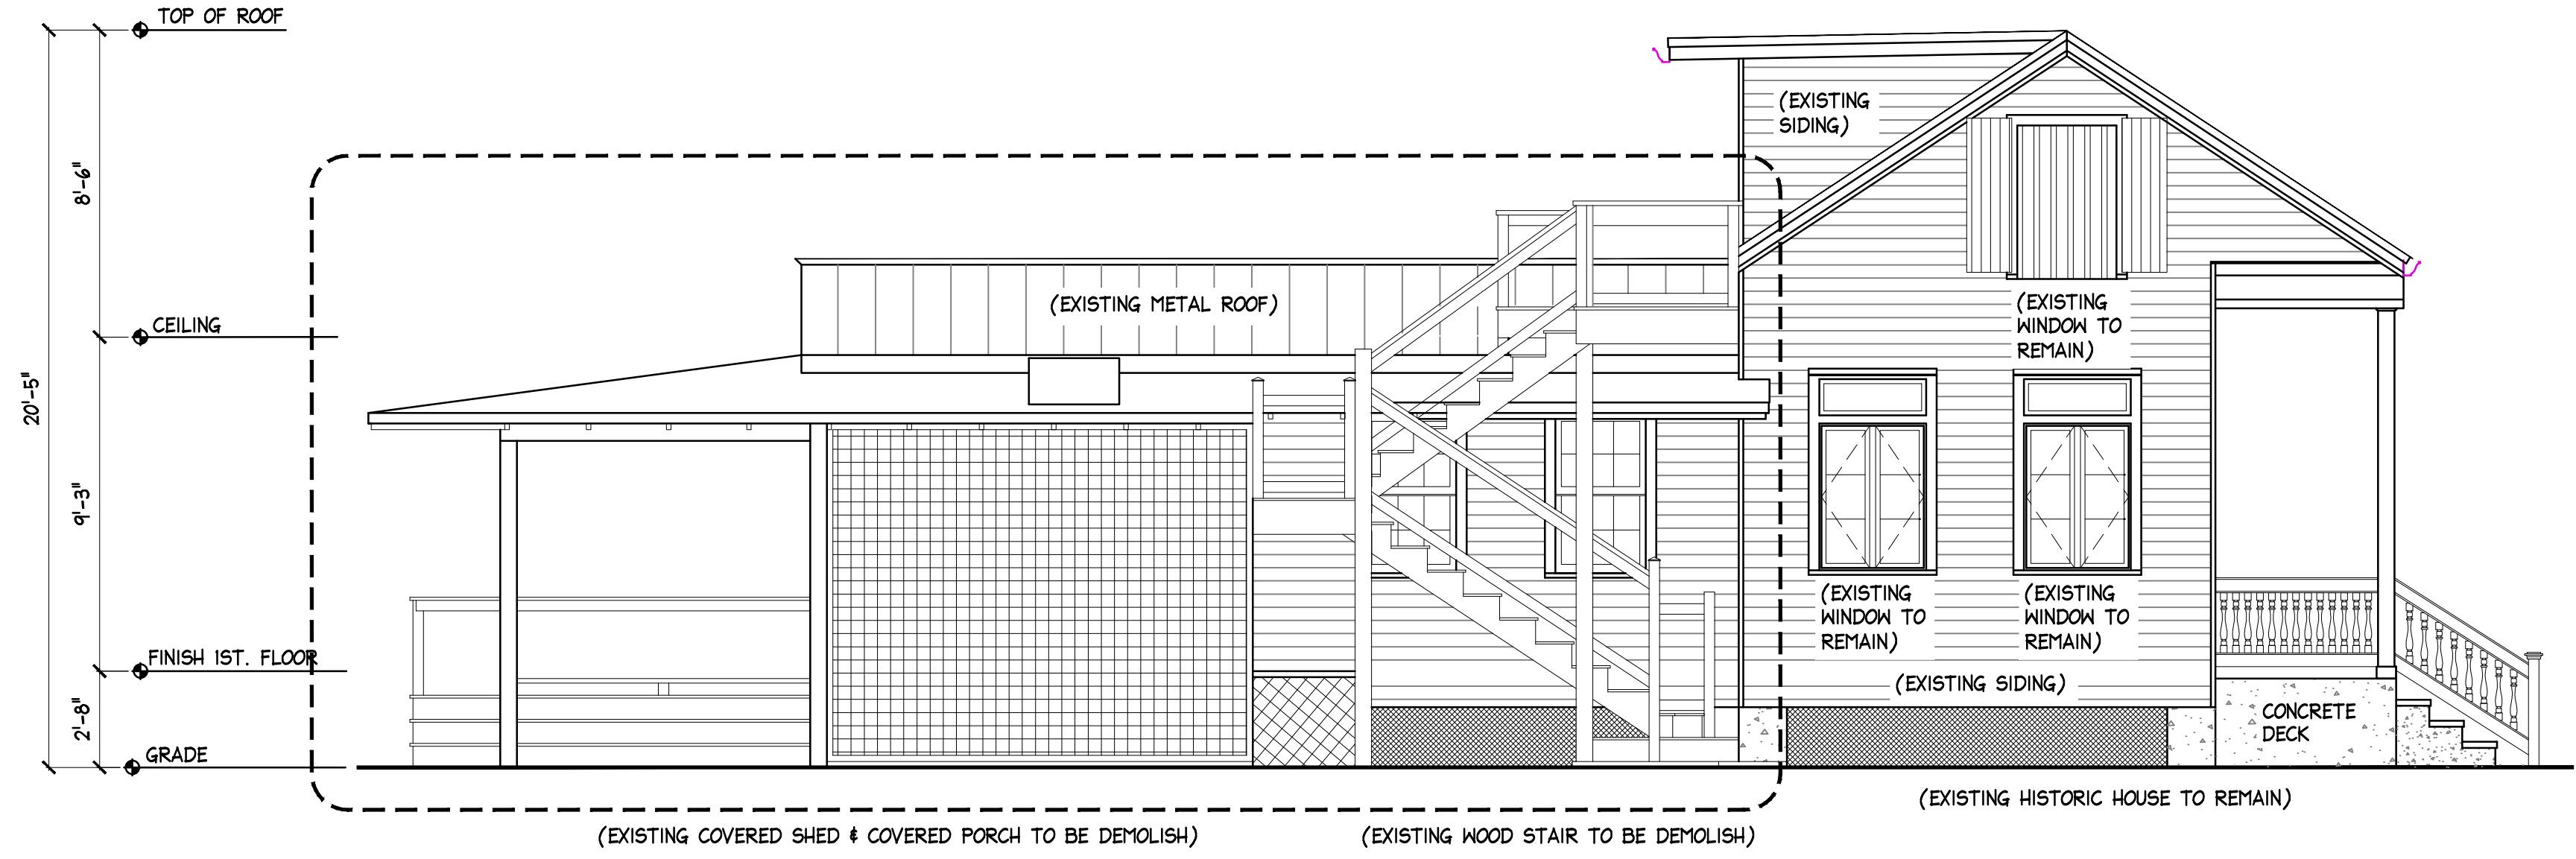 TOP OF ROOF
(EXISTING
SIDING)
8'-6"
(EXISTING METAL ROOF)
(EXISTING
WINDOW TO
REMAIN)
CEILING
20'-5"
9'-3"
(EXISTING
WINDOW TO
REMAIN)
(EXISTING
WINDOW TO
REMAIN)
FINISH 1ST. FLOOR
(EXISTING SIDING)
2'-8"
CONCRETE
DECK
GRADE
(EXISTING HISTORIC HOUSE TO REMAIN)
(EXISTING COVERED SHED & COVERED PORCH TO BE DEMOLISH)
(EXISTING WOOD STAIR TO BE DEMOLISH)